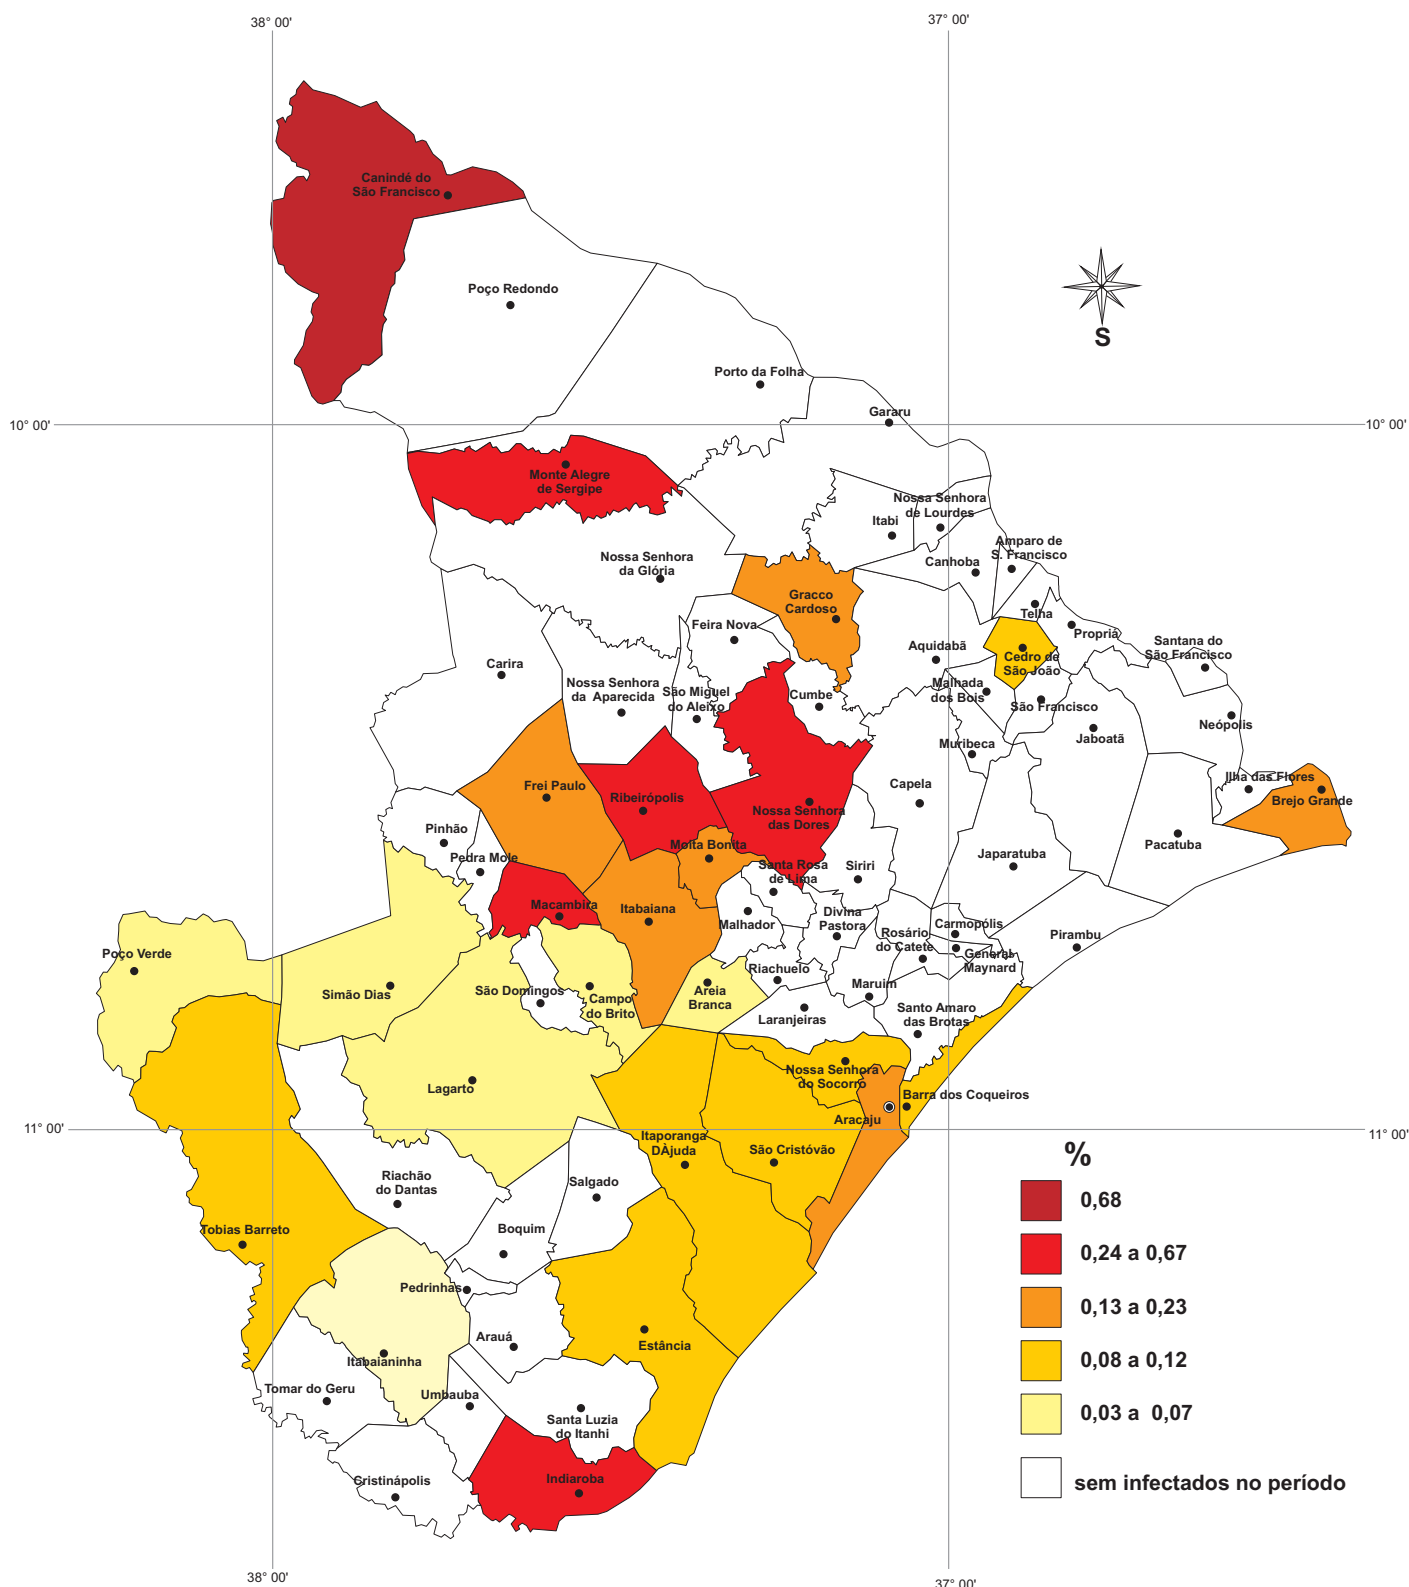 38° 00'
37° 00'
Canindé do
São Francisco
Poço Redondo
S
Porto da Folha
Gararu
10° 00'
10° 00'
Monte Alegre
de Sergipe
Nossa Senhora
de Lourdes
Itabi
Amparo de
S. Francisco
Nossa Senhora
da Glória
Canhoba
Gracco
Cardoso
Telha
Feira Nova
Propriá
Santana do
São Francisco
Aquidabã
Cedro de
São João
Carira
Nossa Senhora
da Aparecida
São Miguel
do Aleixo
Cumbe
Malhada
dos Bois
São Francisco
Neópolis
Jaboatã
Muribeca
Frei Paulo
Ribeirópolis
Capela
Ilha das Flores
Brejo Grande
Nossa Senhora
das Dores
Pinhão
Moita Bonita
Pacatuba
Pedra Mole
Santa Rosa
de Lima
Siriri
Japaratuba
Macambira
Itabaiana
Malhador
Divina
Pastora
Rosário
do Catete
Carmopólis
Pirambu
General
Maynard
Poço Verde
Simão Dias
São Domingos
Campo
do Brito
Areia
Branca
Riachuelo
Maruim
Laranjeiras
Santo Amaro
das Brotas
Lagarto
Nossa Senhora
do Socorro
Barra dos Coqueiros
Aracaju
11° 00'
11° 00'
Itaporanga
DÀjuda
São Cristóvão
%
Riachão
do Dantas
Salgado
0,68
Tobias Barreto
Boquim
0,24 a 0,67
Pedrinhas
0,13 a 0,23
Arauá
Estância
0,08 a 0,12
Itabaianinha
Tomar do Geru
Umbauba
0,03 a 0,07
Santa Luzia
do Itanhi
Cristinápolis
Indiaroba
sem infectados no período
38° 00'
37° 00'